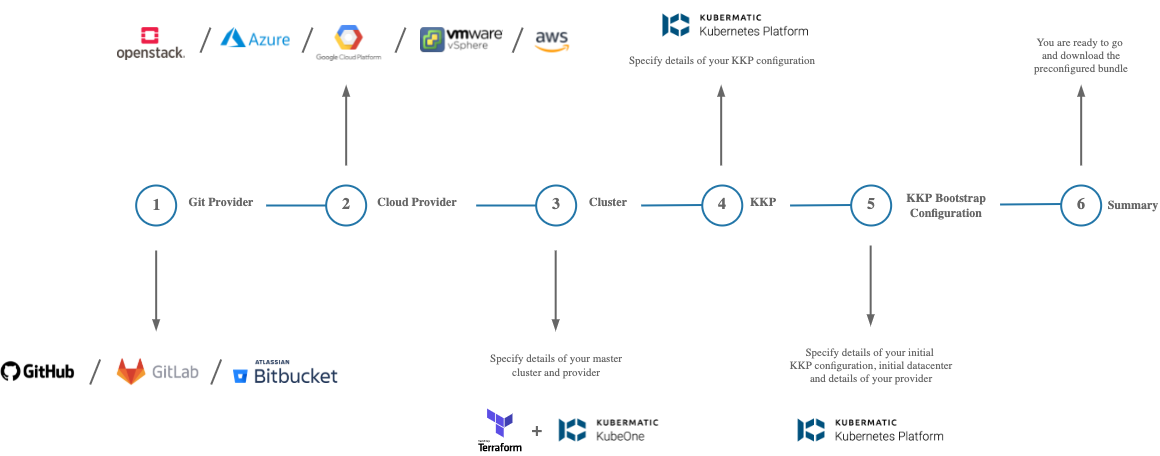 openstack.
/
Azure
/
Google Cloud Platform
/
vmware
vSphere
/
aws
KUBERMATIC
Kubernetes Platform
Specify details of your KKP configuration
You are ready to go
and download the
preconfigured bundle
1
Git Provider
2
Cloud Provider
3
Cluster
4
KKP
5
KKP Bootstrap
Configuration
6
Summary
GitHub
/
GitLab
/
ATLASSIAN
Bitbucket
Specify details of your master
cluster and provider
Terraform
+
KUBERMATIC
KubeOne
Specify details of your initial
KKP configuration, initial datacenter
and details of your provider
KUBERMATIC
Kubernetes Platform